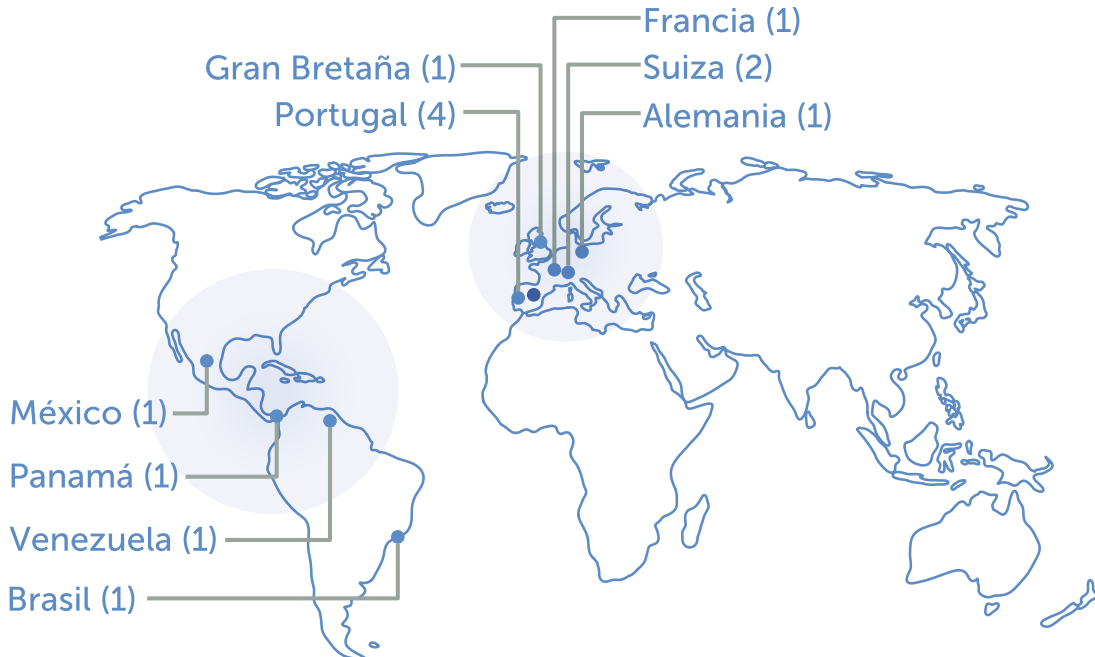 Francia (1)
Gran Bretaña (1)
Suiza (2)
Portugal (4)
Alemania (1)
México (1)
Panamá (1)
Venezuela (1)
Brasil (1)